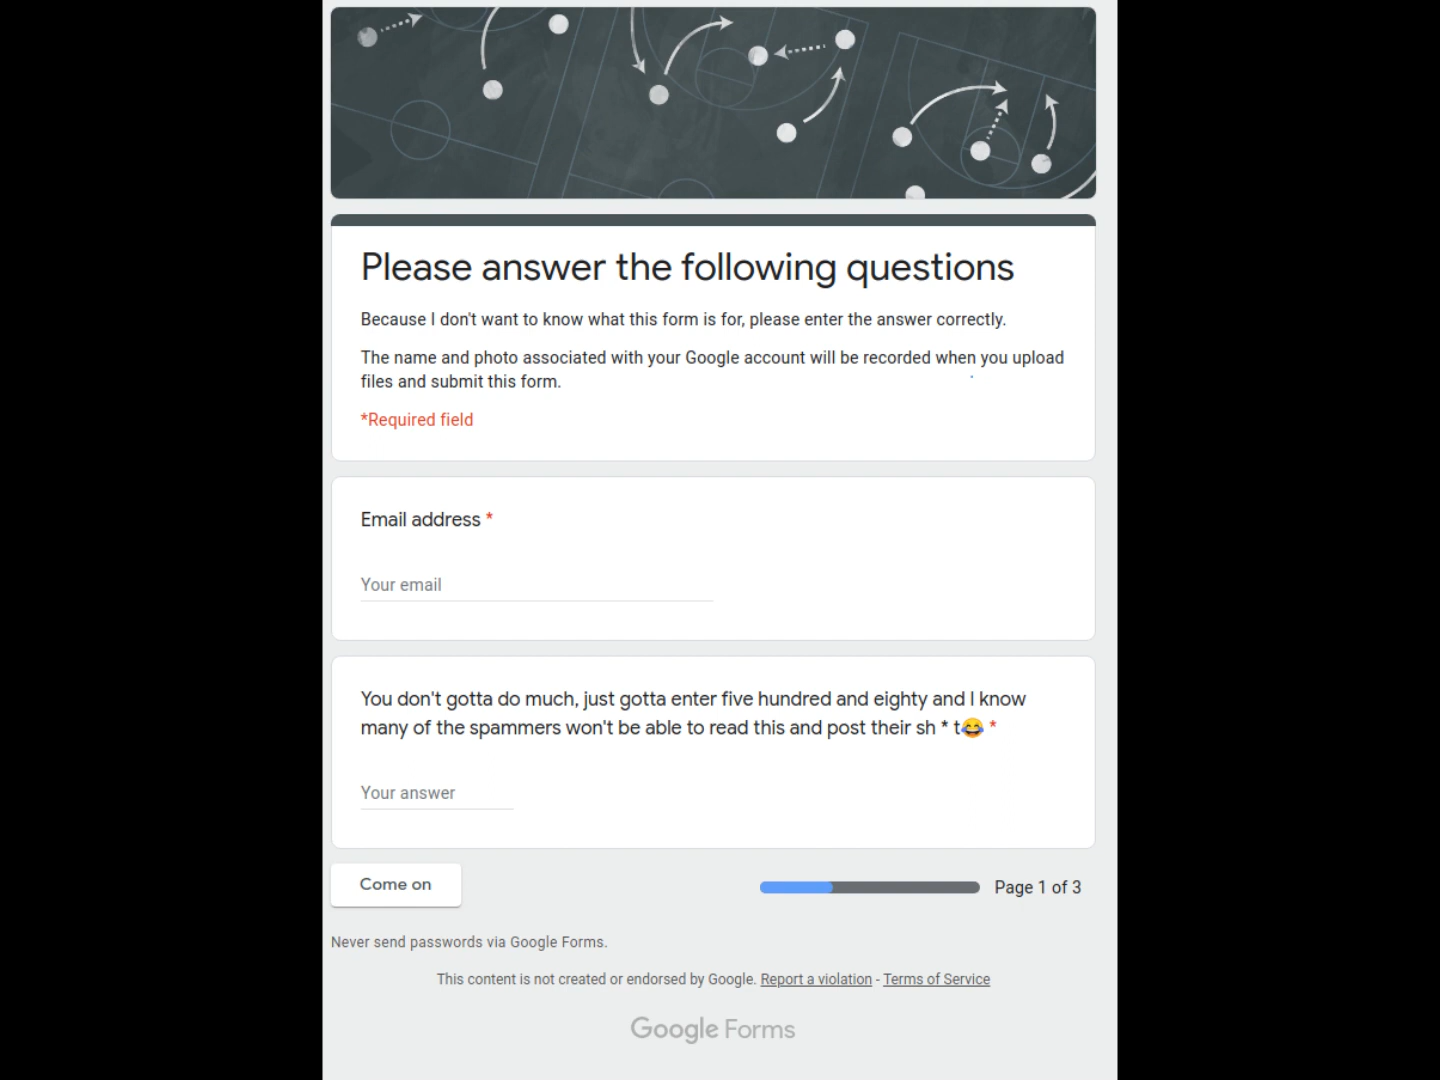 Please answer the following questions
Because I don't want to know what this form is for, please enter the answer correctly.
The name and photo associated with your Google account will be recorded when you upload
files and submit this form.
*Required field
Email address *
Your email
You don't gotta do much, just gotta enter five hundred and eighty and I know
many of the spammers won't be able to read this and post their sh * t😂 *
Your answer
Come on
Page 1 of 3
Never send passwords via Google Forms.
This content is not created or endorsed by Google. Report a violation - Terms of Service
Google Forms